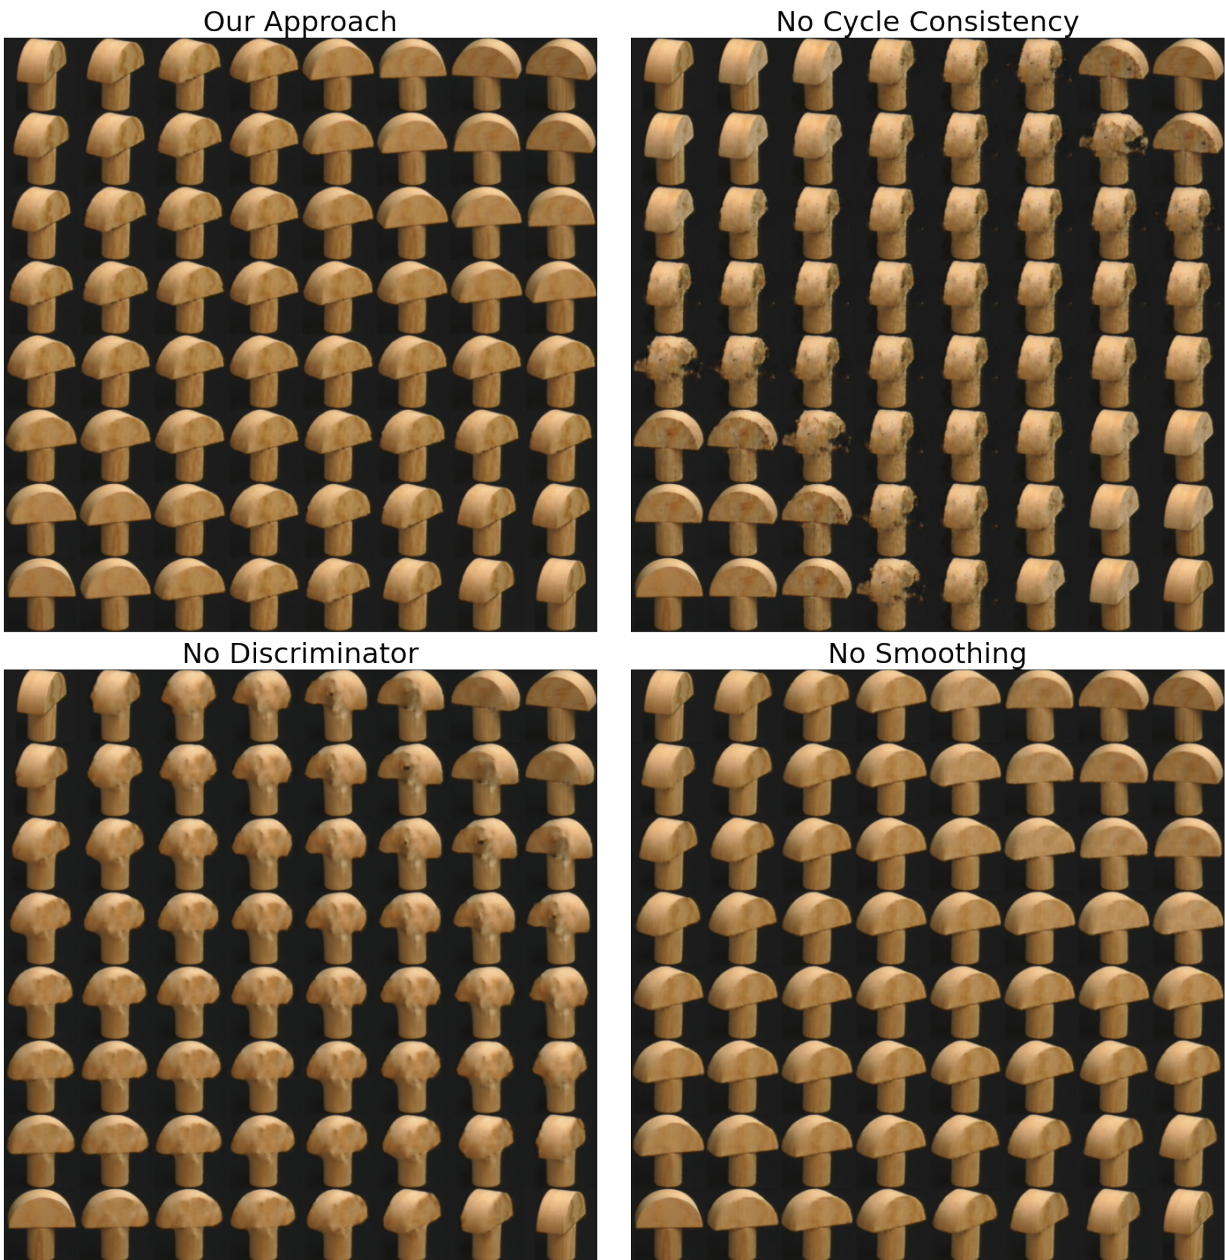 Our Approach
No Cycle Consistency
No Discriminator
No Smoothing